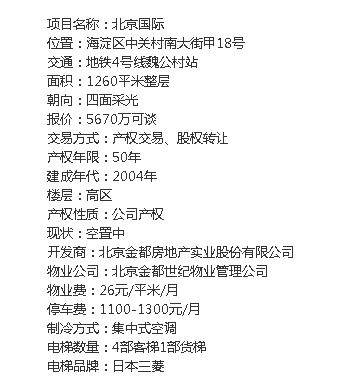 项目名称：北京国际
位置：海淀区中关村南大街甲18号
交通：地铁4号线魏公村站
面积：1260平米整层
朝向：四面采光
报价：5670万可谈
交易方式：产权交易、股权转让
产权年限：50年
建成年代：2004年
楼层：高区
产权性质：公司产权
现状：空置中
开发商：北京金都房地产实业股份有限公司
物业公司：北京金都世纪物业管理公司
物业费：26元/平米/月
停车费：1100-1300元/月
制冷方式：集中式空调
电梯数量：4部客梯1部货梯
电梯品牌：日本三菱